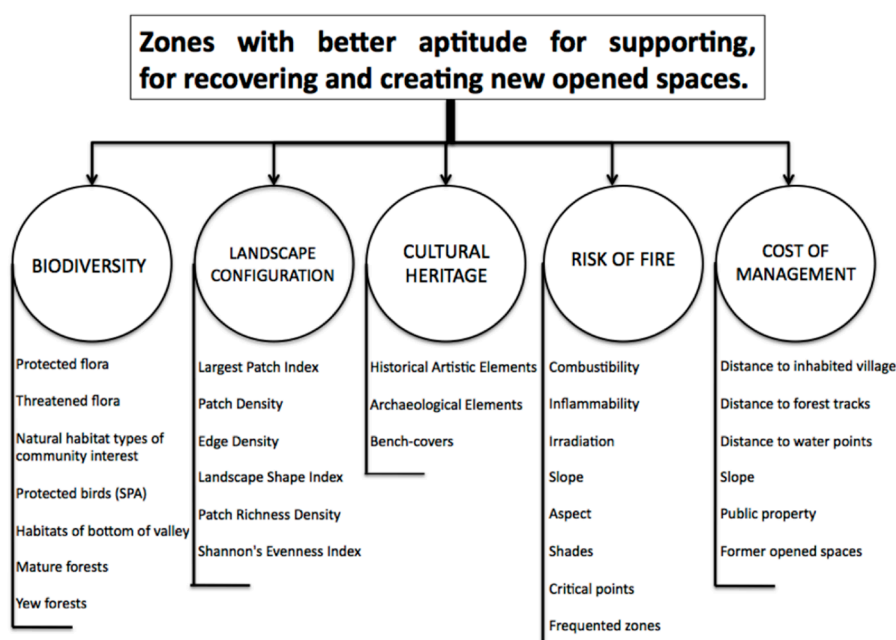 Zones with better aptitude for supporting,
for recovering and creating new opened spaces.
BIODIVERSITY
Protected flora
Threatened flora
Natural habitat types of
community interest
Protected birds (SPA)
Habitats of bottom of valley
Mature forests
Yew forests
LANDSCAPE
CONFIGURATION
Largest Patch Index
Patch Density
Edge Density
Landscape Shape Index
Patch Richness Density
Shannon's Evenness Index
CULTURAL
HERITAGE
Historical Artistic Elements
Archaeological Elements
Bench-covers
RISK OF FIRE
Combustibility
Inflammability
Irradiation
Slope
Aspect
Shades
Critical points
Frequented zones
COST OF
MANAGEMENT
Distance to inhabited village
Distance to forest tracks
Distance to water points
Slope
Public property
Former opened spaces